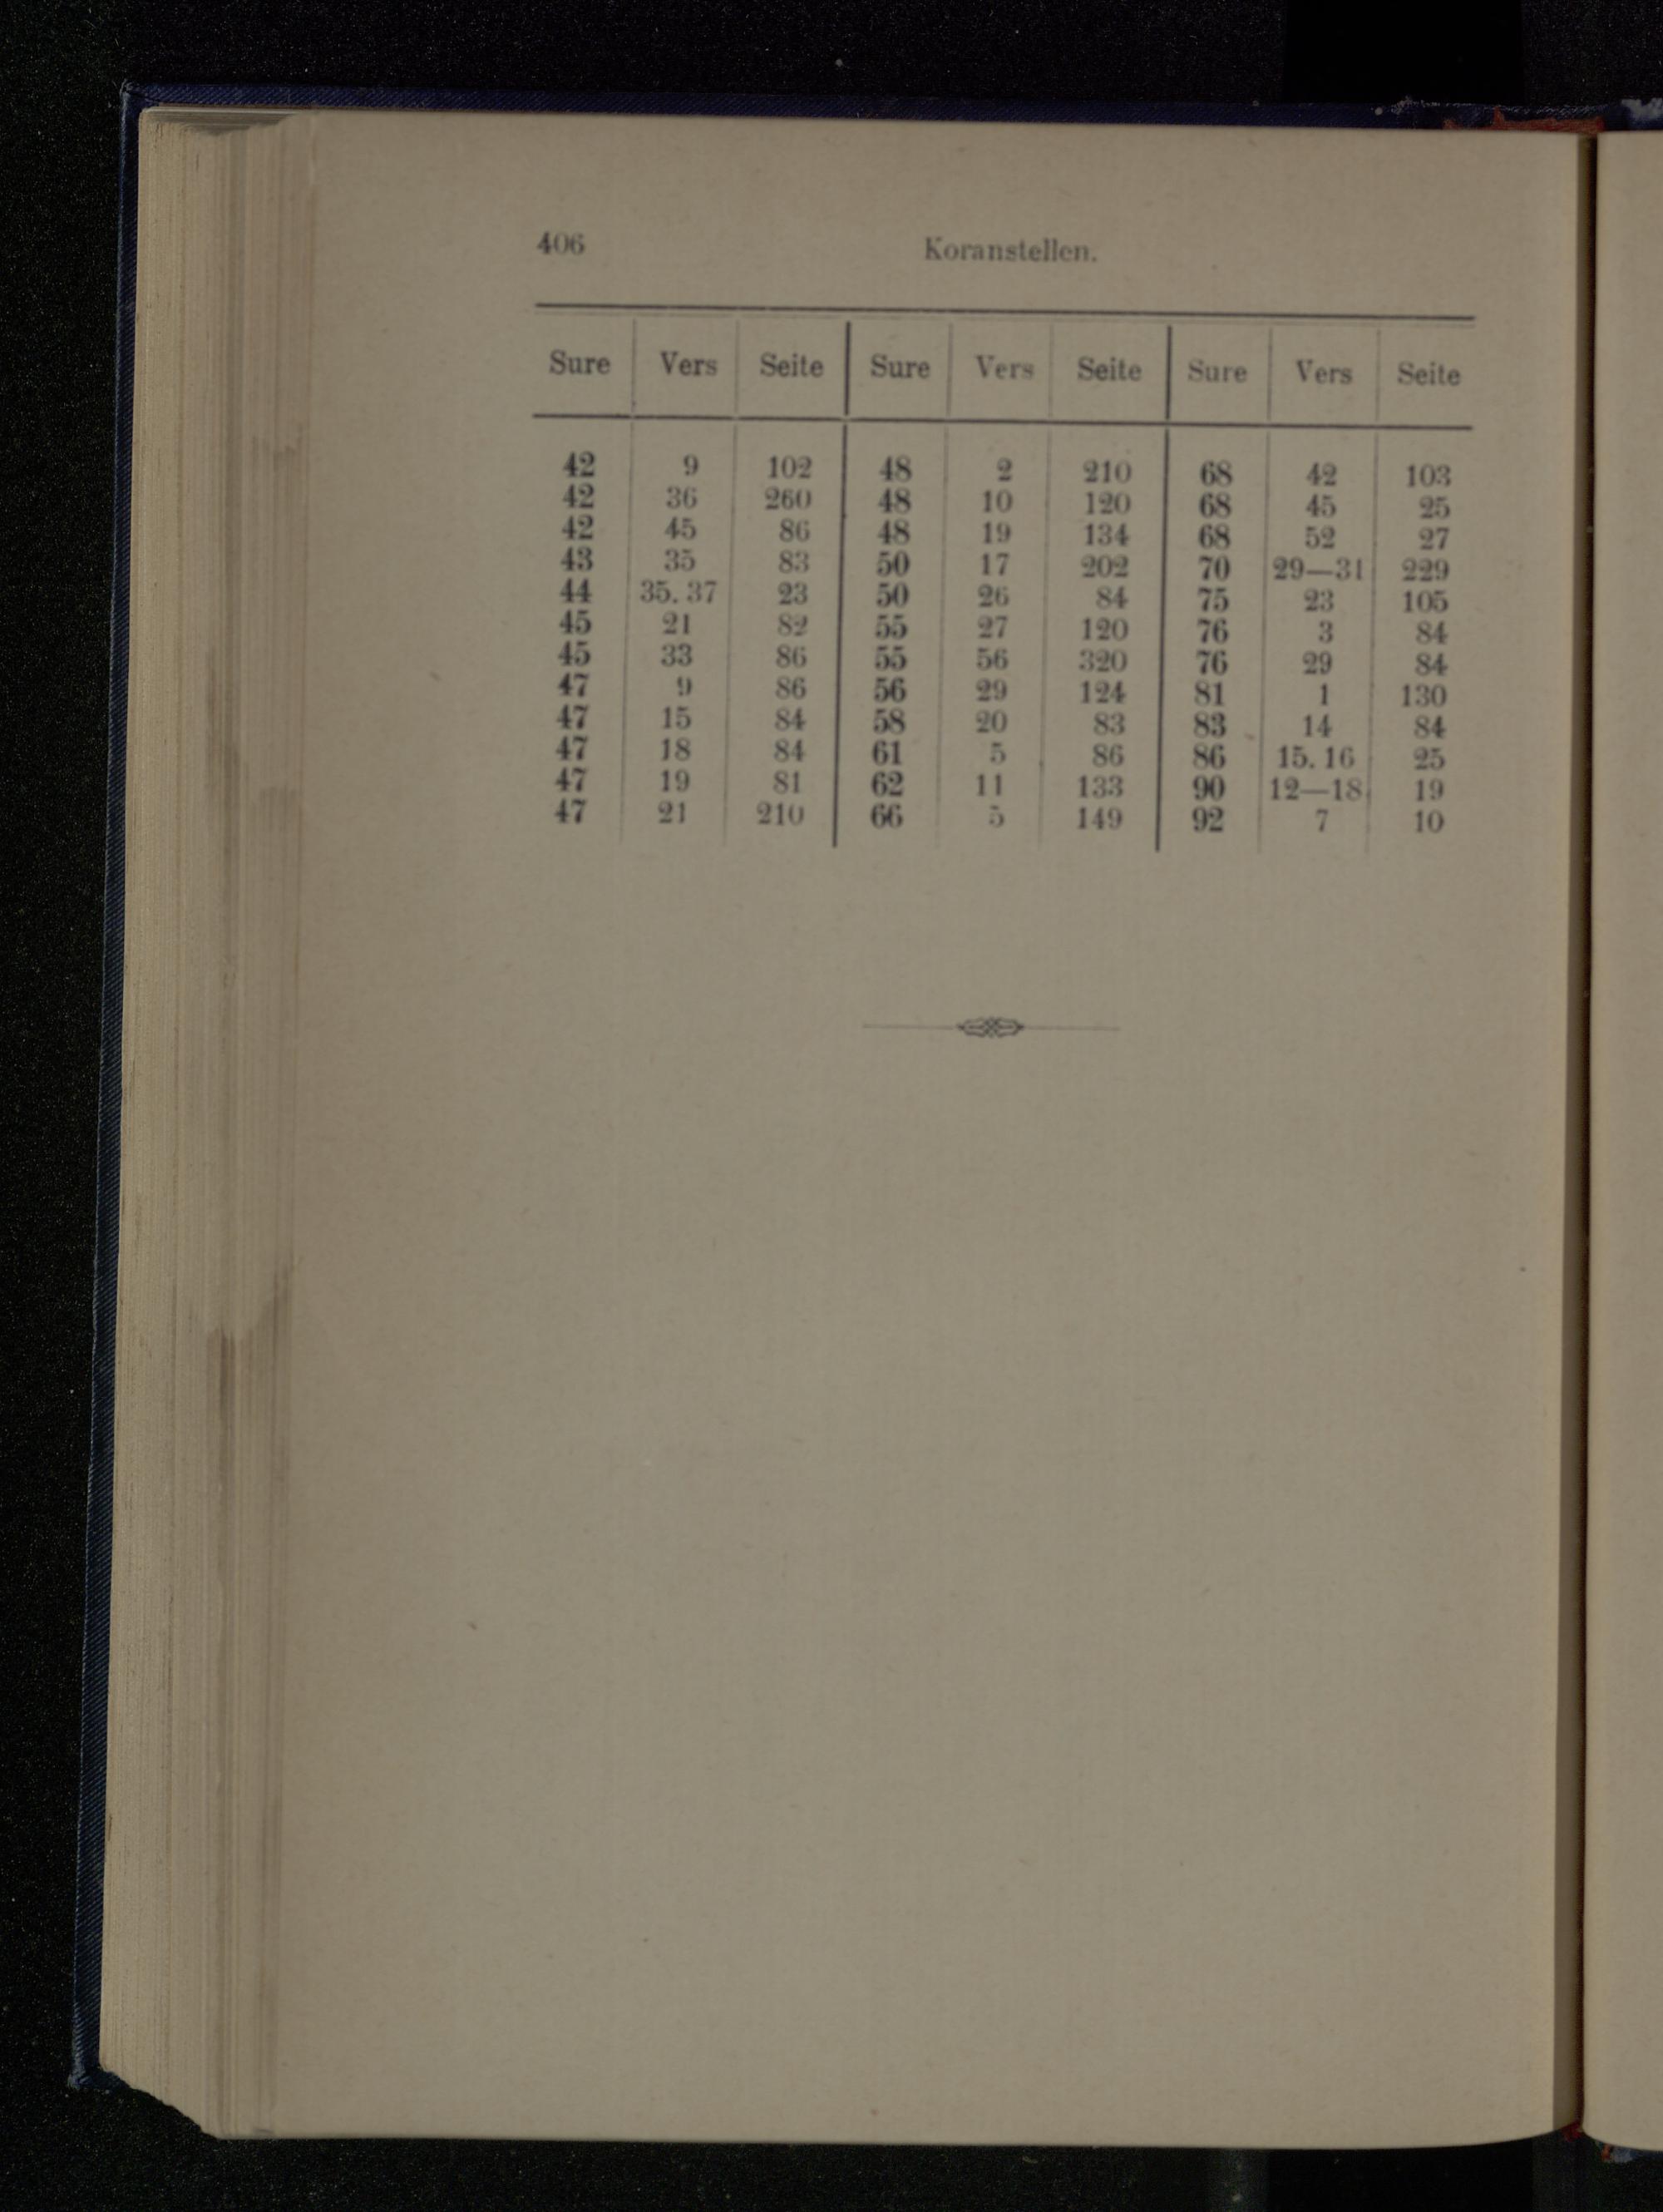 406 Koranstellen.
Sure Vers Seite Sure Vers Seite Sure Vers Seite
42 9 102 48 2 210 68 42 103
42 36 260 48 10 120 68 45 25
42 45 86 48 19 134 68 52 27
43 35 83 50 17 202 70 29—31 229
44 35. 37 23 50 26 84 75 23 105
45 21 82 55 27 120 76 3 84
45 33 86 55 56 320 76 29 84
47 9 86 56 29 124 81 1 130
47 15 84 58 20 83 83 14 84
47 18 84 61 5 86 86 15. 16 25
47 19 81 62 11 133 90 12—18 19
47 21 210 66 5 149 92 7 10